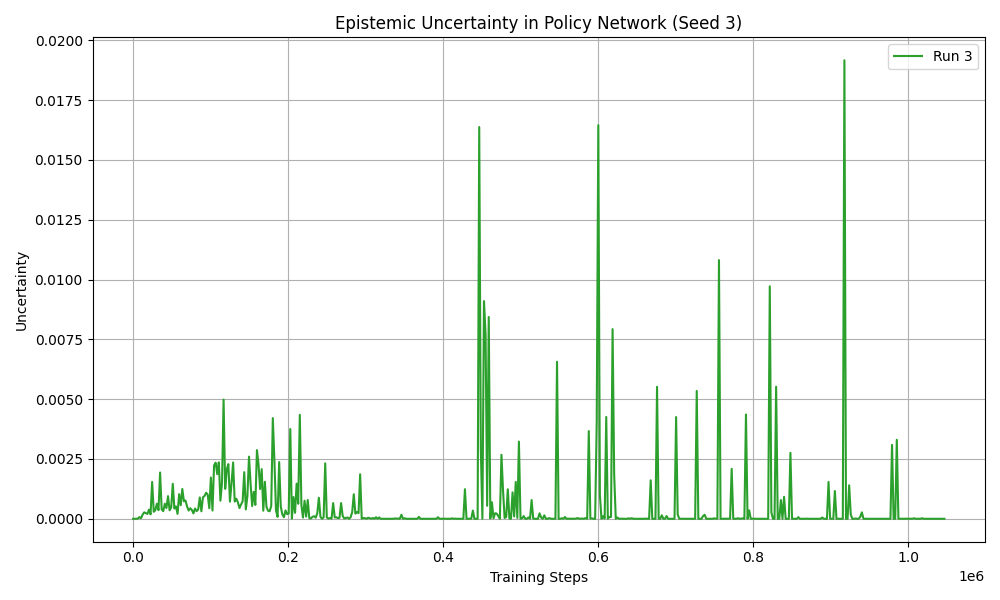 Epistemic Uncertainty in Policy Network (Seed 3)
Run 3
0.0200
0.0175
0.0150
0.0125
0.0100
0.0075
0.0050
0.0025
0.0000
Uncertainty
0.0 0.2 0.4 0.6 0.8 1.0
1e6
Training Steps